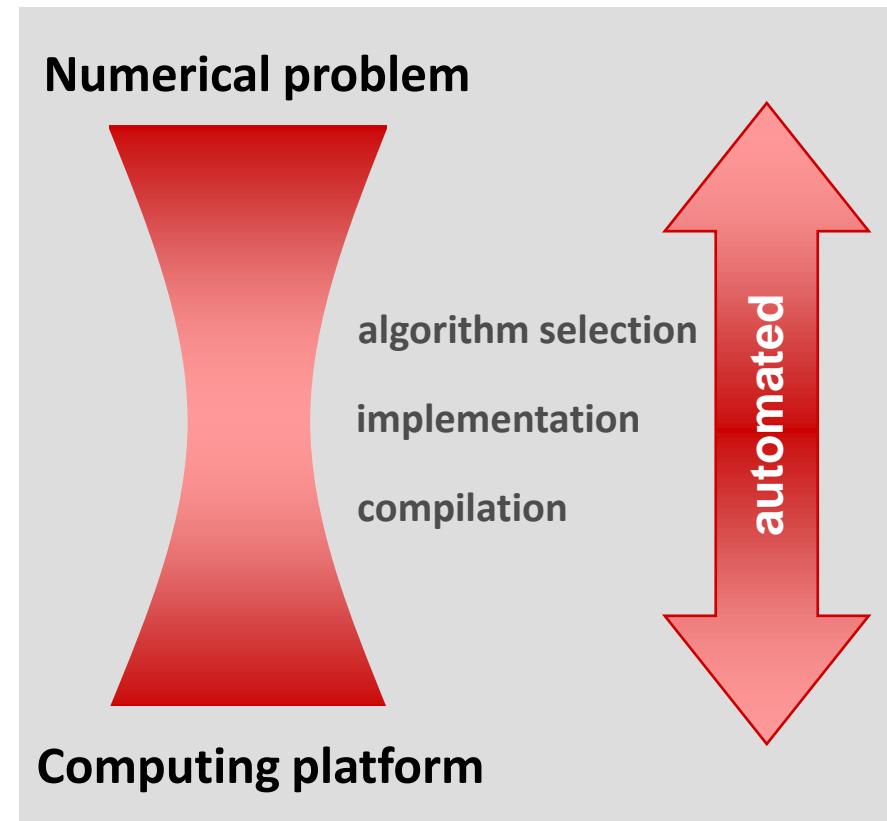 Numerical problem
algorithm selection
implementation
compilation
automated
Computing platform